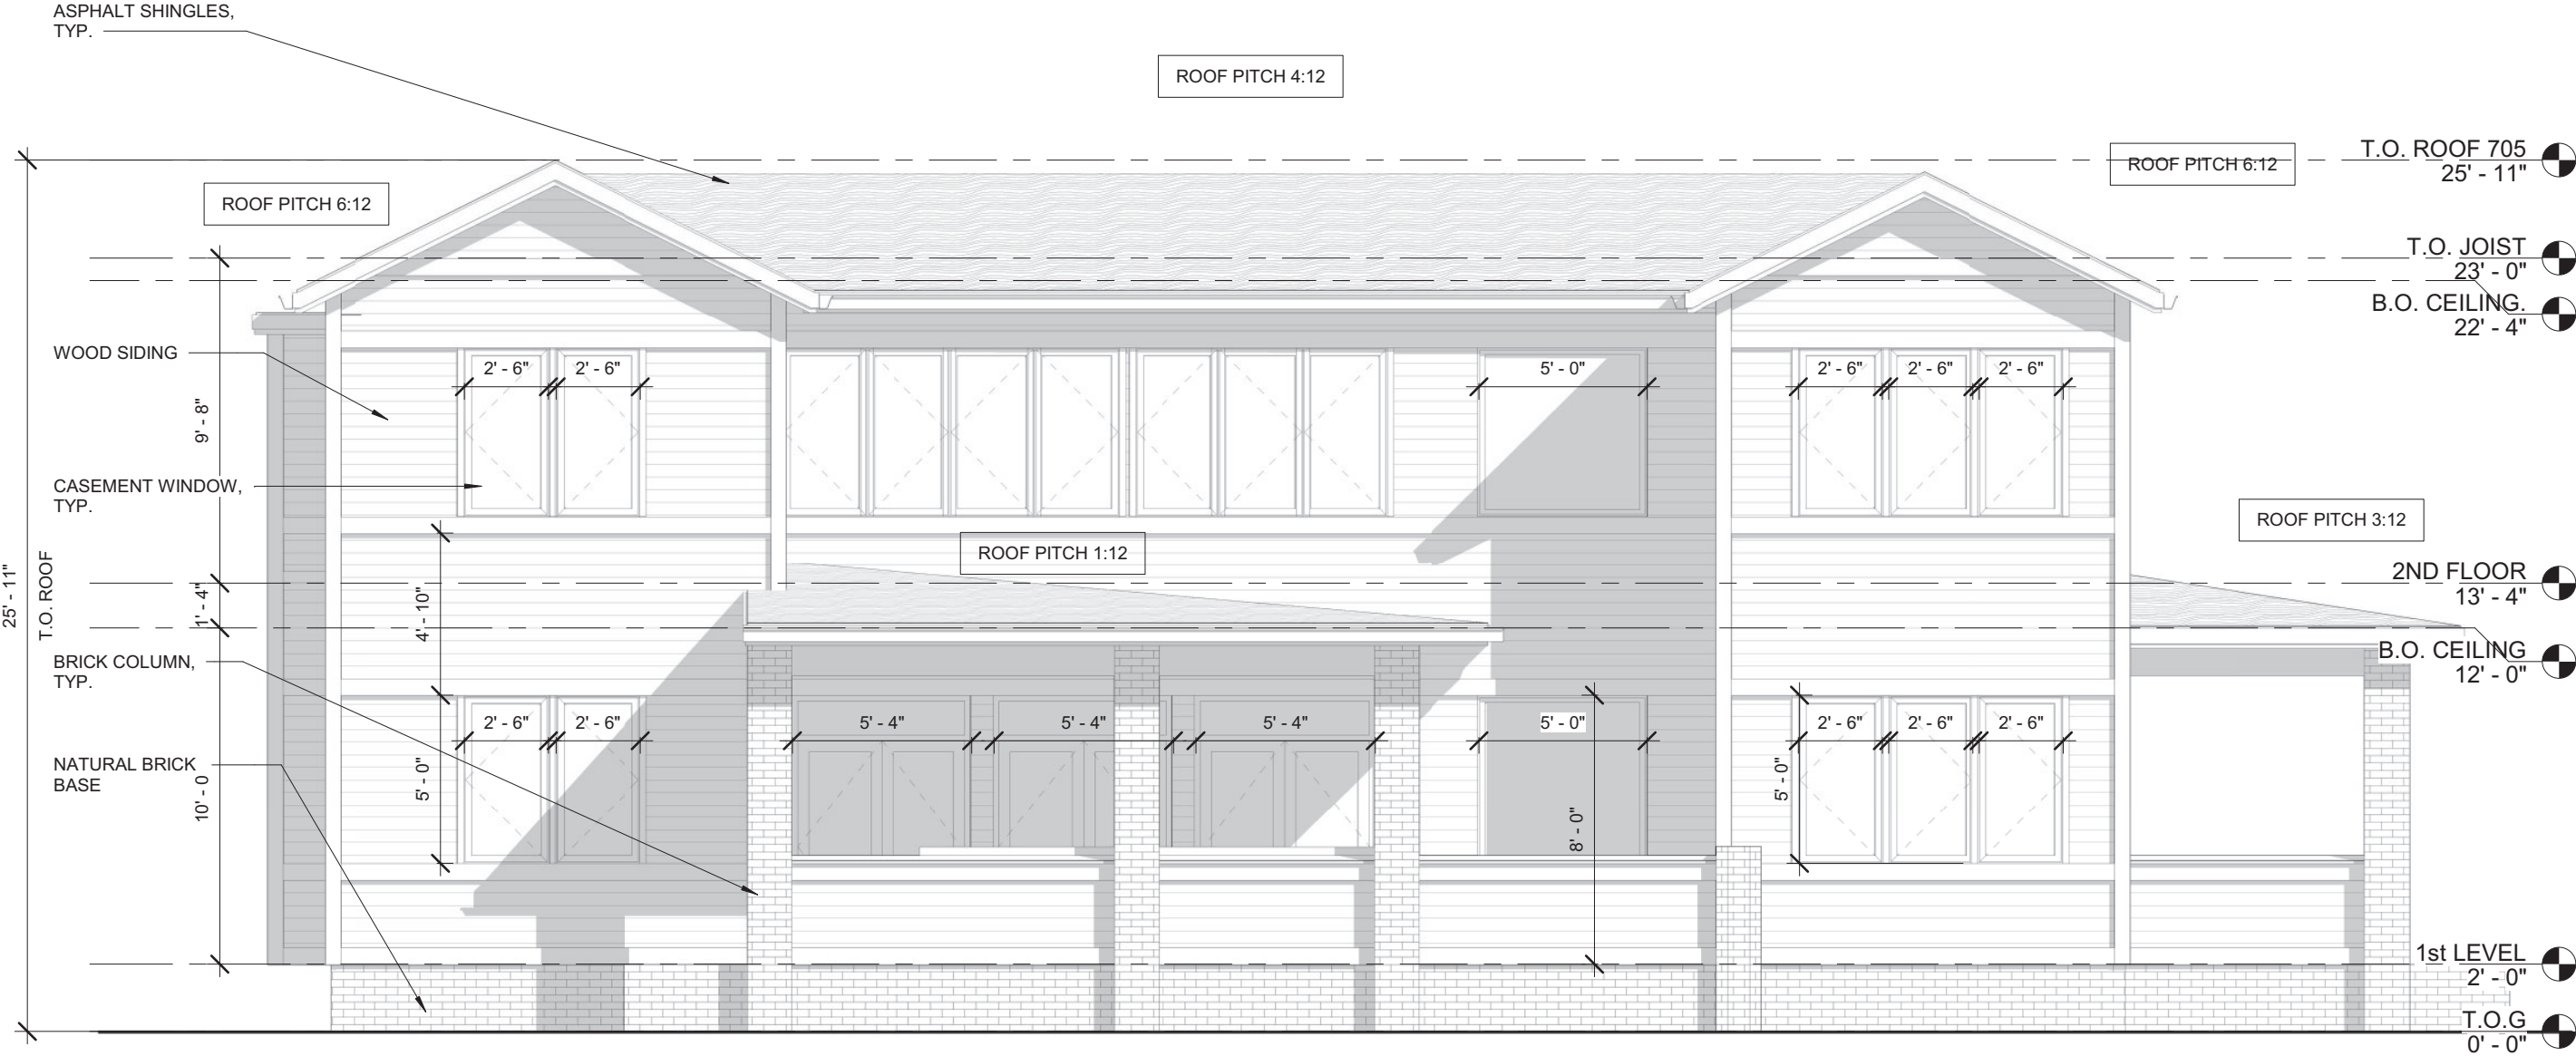 ASPHALT SHINGLES,
TYP.
ROOF PITCH 4:12
ROOF PITCH 6:12
ROOF PITCH 6:12
T.O. ROOF 705
25' - 11"
T.O. JOIST
23' - 0"
B.O. CEILING.
22' - 4"
WOOD SIDING
2' - 6"
2' - 6"
5' - 0"
2' - 6"
2' - 6"
2' - 6"
9' - 8"
CASEMENT WINDOW,
TYP.
ROOF PITCH 3:12
ROOF PITCH 1:12
2ND FLOOR
13' - 4"
25' - 11"
T.O. ROOF
1' - 4"
4' - 10"
BRICK COLUMN,
TYP.
B.O. CEILING
12' - 0"
2' - 6"
2' - 6"
5' - 4"
5' - 4"
5' - 4"
5' - 0"
2' - 6"
2' - 6"
2' - 6"
NATURAL BRICK
BASE
10' - 0
5' - 0"
8' - 0"
5' - 0"
1st LEVEL
2' - 0"
T.O.G
0' - 0"